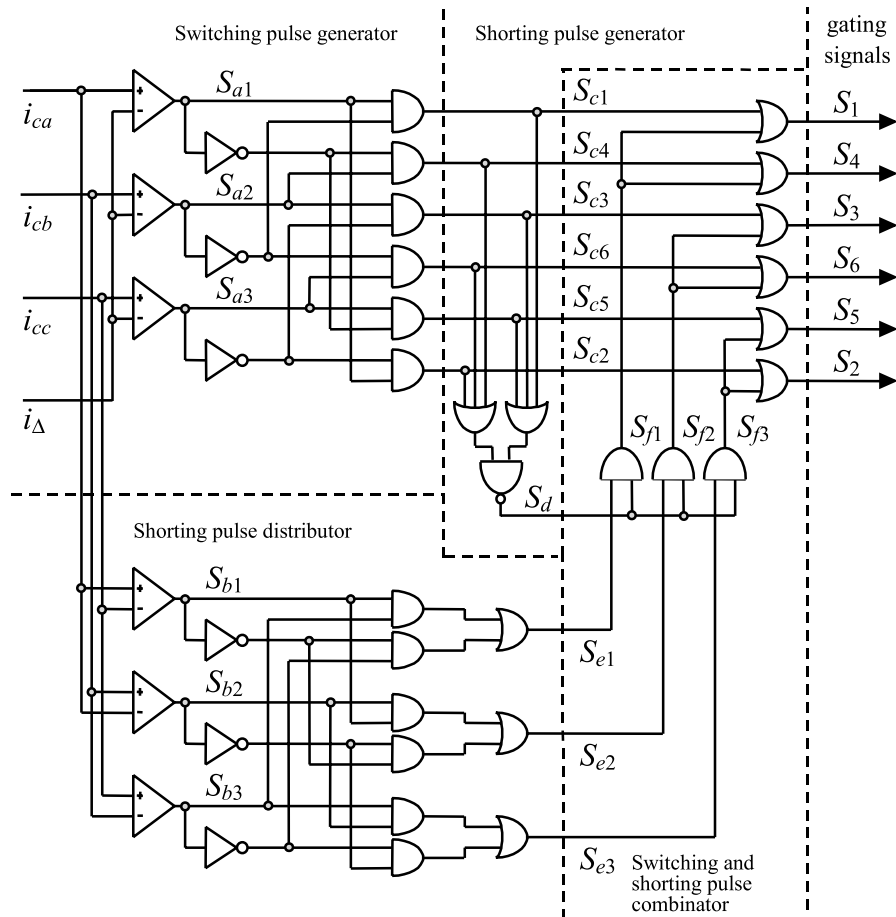 Switching pulse generator
Shorting pulse generator
gating
signals
i_ca
S_a1
S_c1
S_1
S_c4
S_4
i_cb
S_a2
S_c3
S_3
S_c6
S_6
i_cc
S_a3
S_c5
S_5
S_c2
S_2
i_Δ
S_f1
S_f2
S_f3
S_d
Shorting pulse distributor
S_b1
S_e1
S_b2
S_e2
S_b3
S_e3
Switching and
shorting pulse
combinator
+
-
+
-
+
-
+
-
+
-
+
-